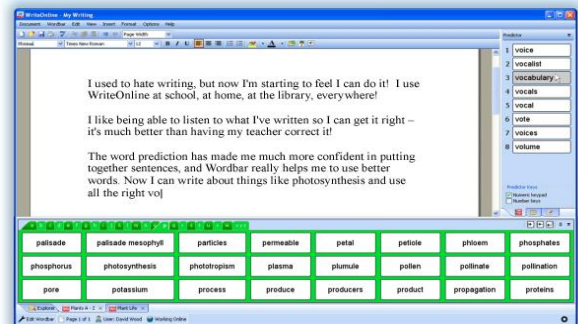 WriteOnline - My Writing
Document Wordbar Edit View Insert Format Options Help
Page Width
Normal Times New Roman 12 B I U A
I used to hate writing, but now I'm starting to feel I can do it! I use
WriteOnline at school, at home, at the library, everywhere!
I like being able to listen to what I've written so I can get it right –
it's much better than having my teacher correct it!
The word prediction has made me much more confident in putting
together sentences, and Wordbar really helps me to use better
words. Now I can write about things like photosynthesis and use
all the right vo
Predictor
1 voice
2 vocalist
3 vocabulary
4 vocals
5 vocal
6 vote
7 voices
8 volume
Predictor Keys
Numeric keypad
Number keys
palisade palisade mesophyll particles permeable petal petiole phloem phosphates
phosphorus photosynthesis phototropism plasma plumule pollen pollinate pollination
pore potassium process produce producers product propagation proteins
Explorer Plants A - Z Plant Life
Edit Wordbar Page 1 of 1 User: David Wood Working Online